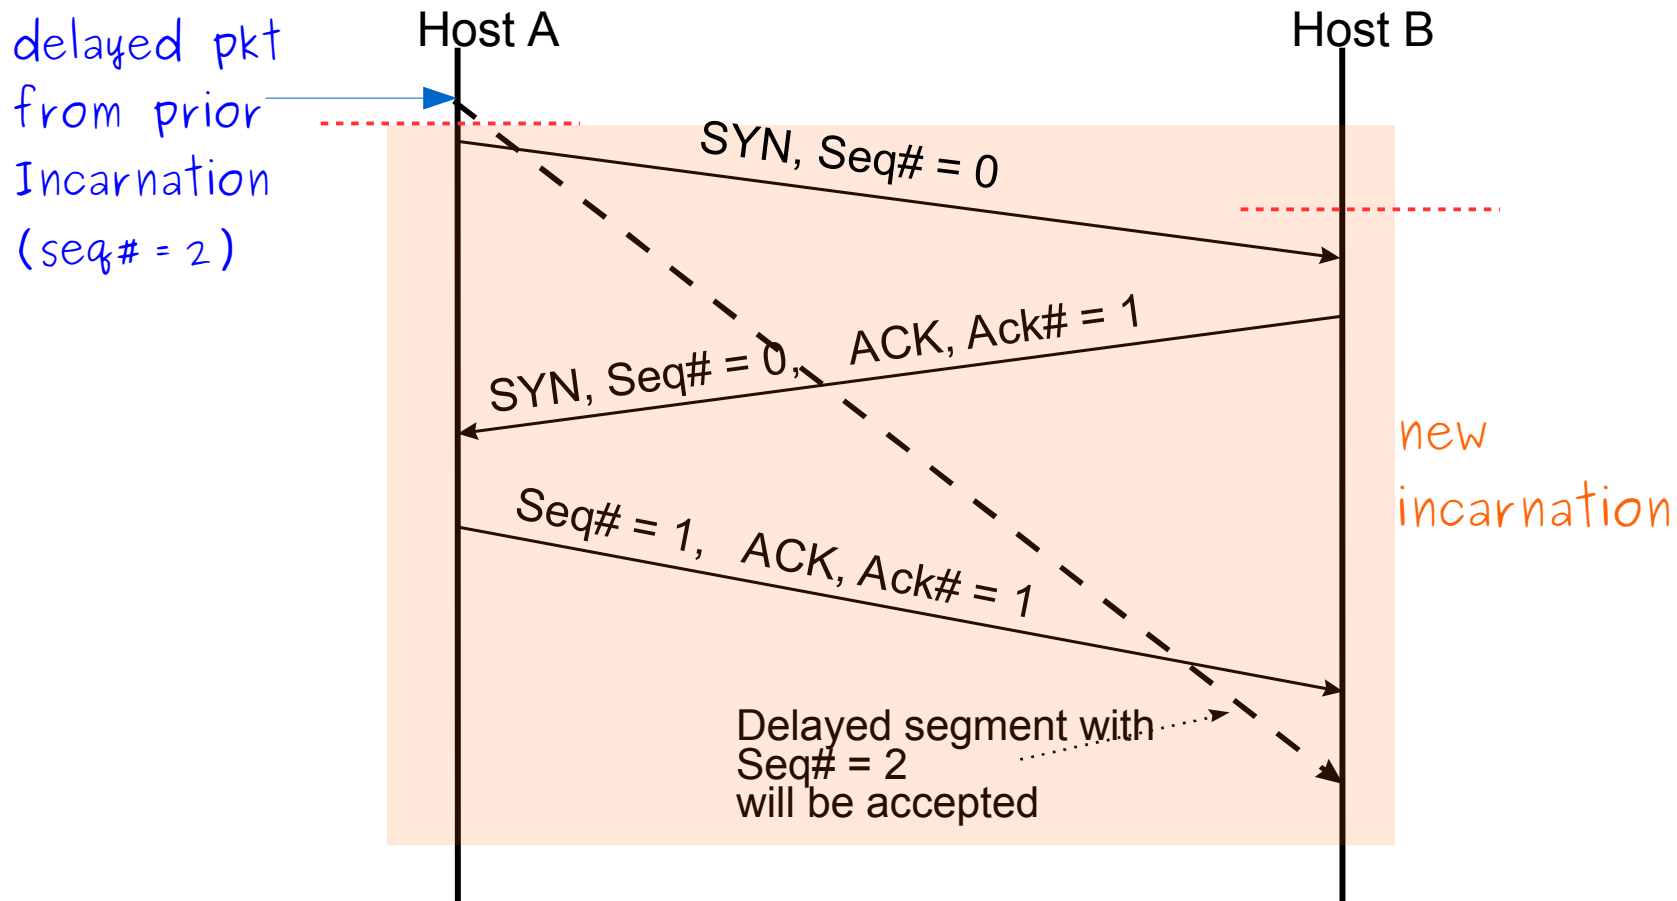 Host A
Host B
delayed pkt
from prior
Incarnation
(seq# = 2)
SYN, Seq# = 0
SYN, Seq# = 0, ACK, Ack# = 1
new
incarnation
Seq# = 1, ACK, Ack# = 1
Delayed segment with
Seq# = 2
will be accepted